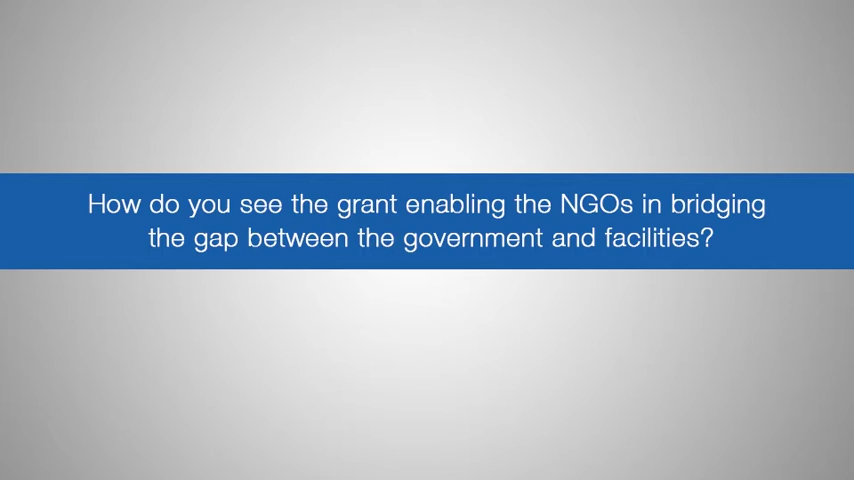 How do you see the grant enabling the NGOs in bridging
the gap between the government and facilities?